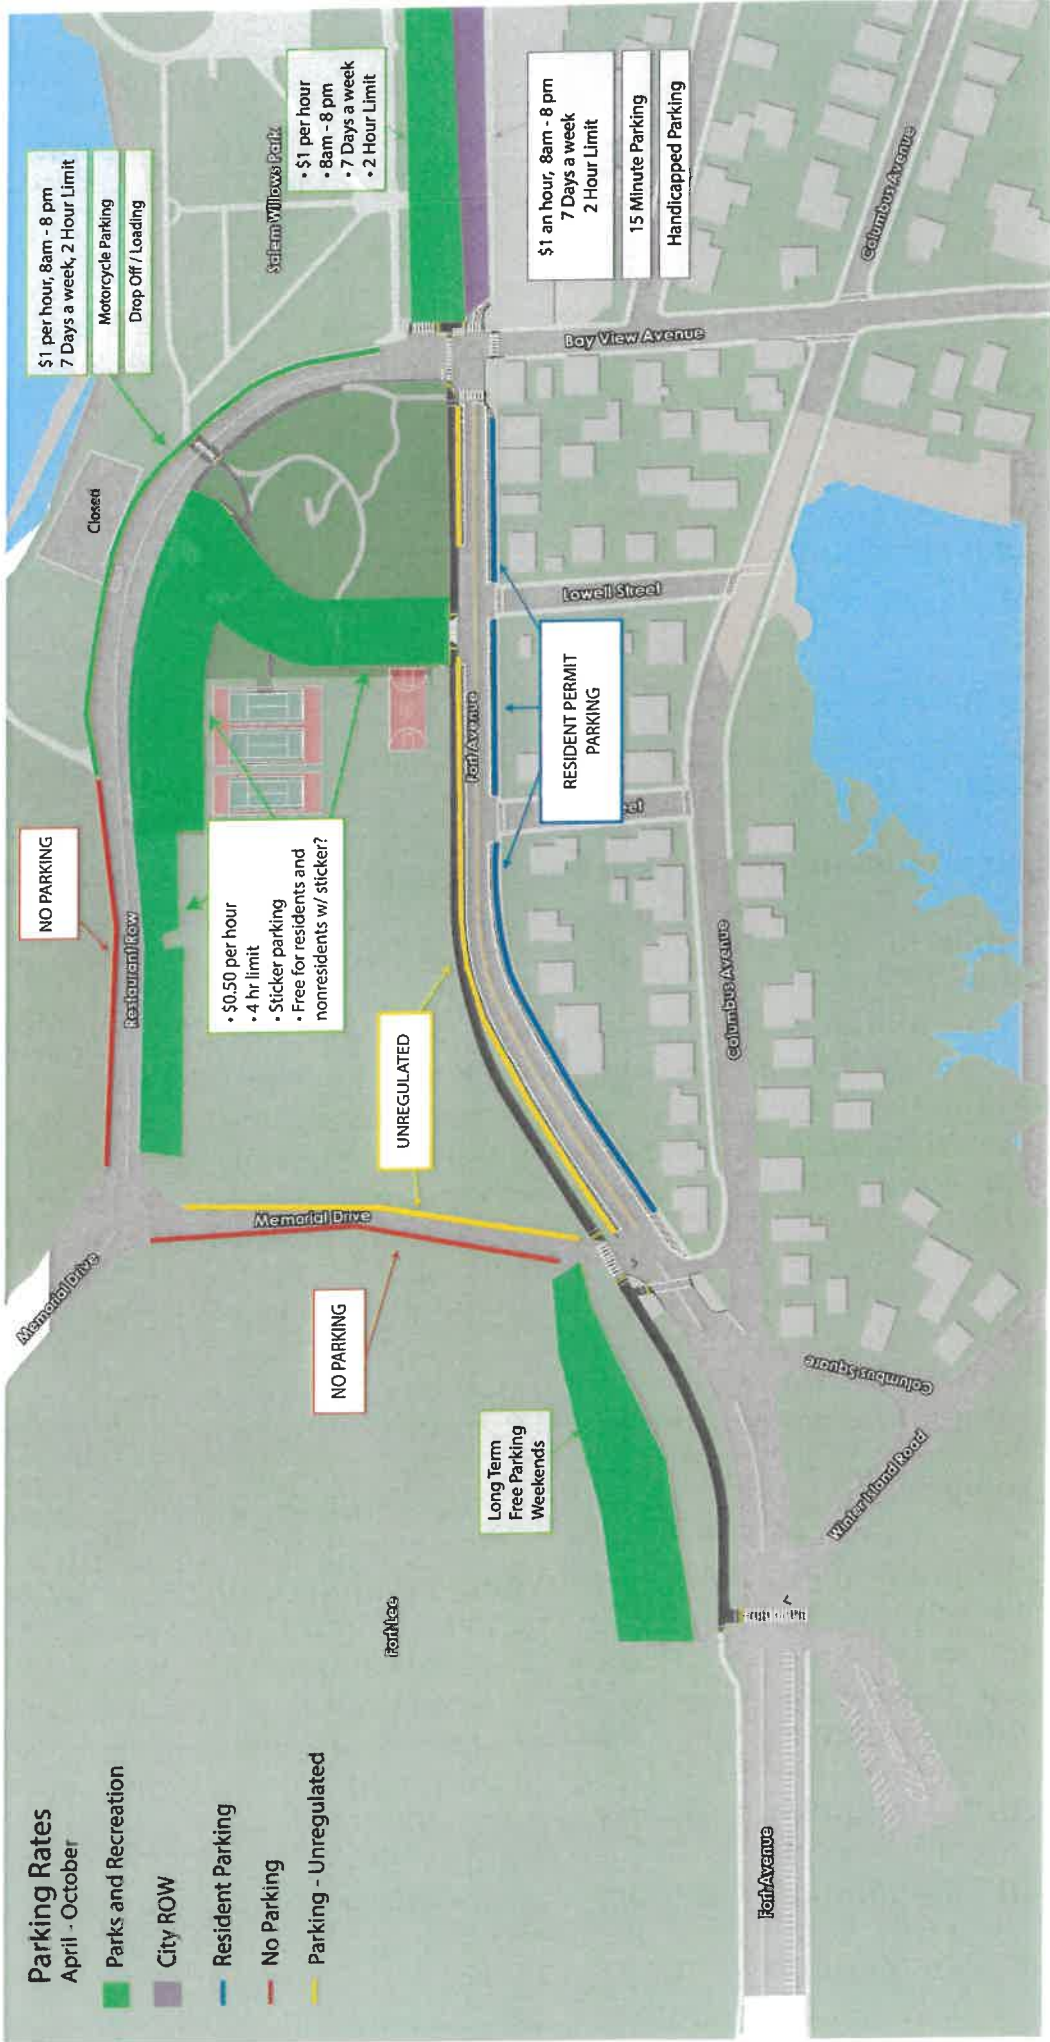 Parking Rates
April - October
Parks and Recreation
City ROW
Resident Parking
No Parking
Parking - Unregulated
Fort Lee
Fort Avenue
Long Term
Free Parking
Weekends
Winter Island Road
Columbus Square
Memorial Drive
NO PARKING
Memorial Drive
UNREGULATED
NO PARKING
Restaurant Row
• $0.50 per hour
• 4 hr limit
• Sticker parking
• Free for residents and
nonresidents w/ sticker?
Columbus Avenue
Fort Avenue
RESIDENT PERMIT
PARKING
eet
Lowell Street
Closed
$1 per hour, 8am - 8 pm
7 Days a week, 2 Hour Limit
Motorcycle Parking
Drop Off / Loading
Salem Willows Park
• $1 per hour
• 8am - 8 pm
• 7 Days a week
• 2 Hour Limit
Bay View Avenue
$1 an hour, 8am - 8 pm
7 Days a week
2 Hour Limit
15 Minute Parking
Handicapped Parking
Columbus Avenue